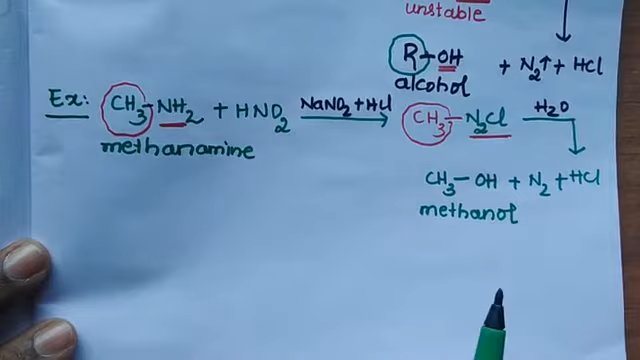 unstable
R-OH + N₂↑ + HCl
alcohol
Ex: CH₃-NH₂ + HNO₂ NaNO₂+HCl → CH₃-N₂Cl H₂O
methanamine
CH₃-OH + N₂ + HCl
methanol